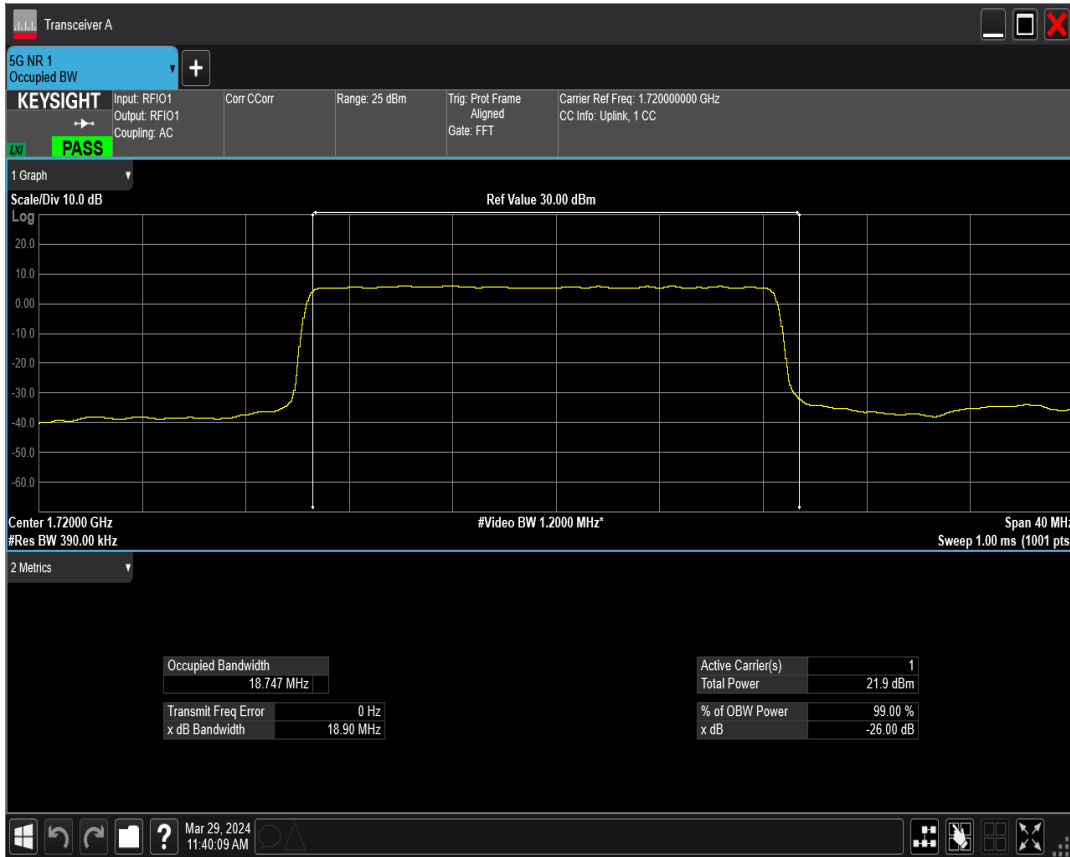 Transceiver A
5G NR 1
Occupied BW
KEYSIGHT
LXI
PASS
Input: RFIO1
Output: RFIO1
Coupling: AC
Corr CCorr
Range: 25 dBm
Trig: Prot Frame
Aligned
Gate: FFT
Carrier Ref Freq: 1.720000000 GHz
CC Info: Uplink, 1 CC
1 Graph
Scale/Div 10.0 dB
Ref Value 30.00 dBm
Log
20.0
10.0
0.00
-10.0
-20.0
-30.0
-40.0
-50.0
-60.0
Center 1.72000 GHz
#Video BW 1.2000 MHz*
Span 40 MHz
#Res BW 390.00 kHz
Sweep 1.00 ms (1001 pts
2 Metrics
Occupied Bandwidth
18.747 MHz
Transmit Freq Error 0 Hz
x dB Bandwidth 18.90 MHz
Active Carrier(s) 1
Total Power 21.9 dBm
% of OBW Power 99.00 %
x dB -26.00 dB
?
Mar 29, 2024
11:40:09 AM